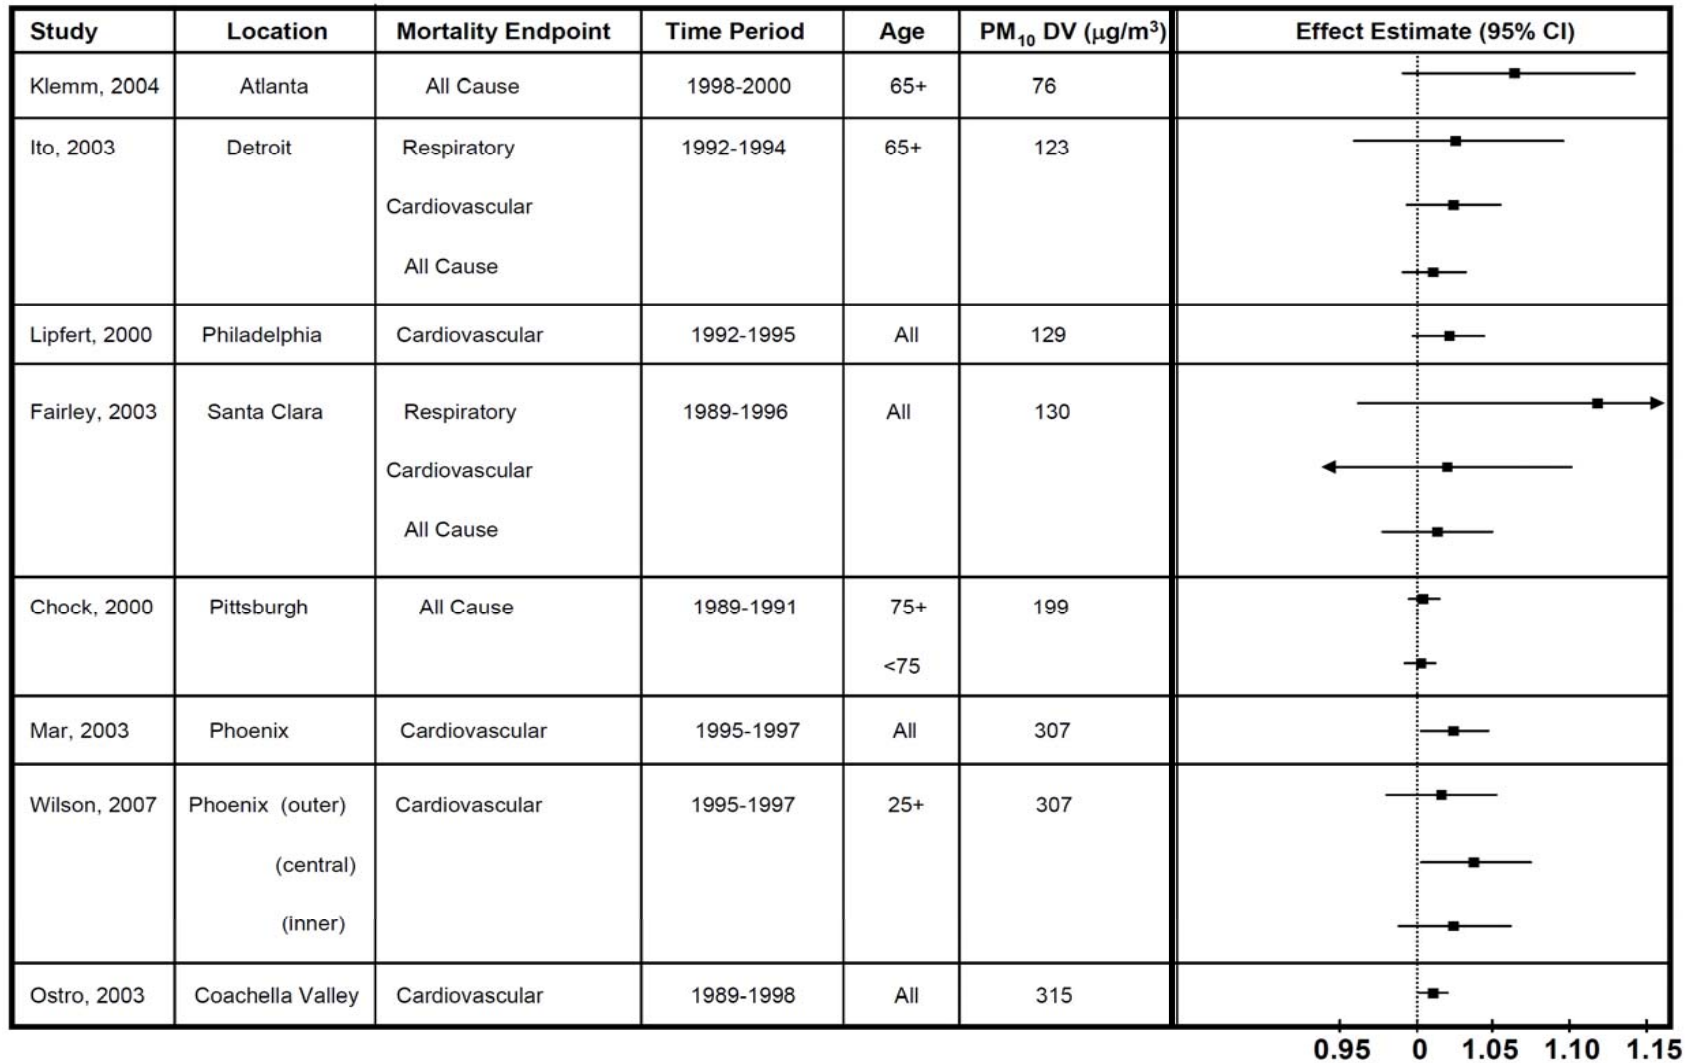 Study Location Mortality Endpoint Time Period Age PM10 DV (µg/m³) Effect Estimate (95% CI)
Klemm, 2004 Atlanta All Cause 1998-2000 65+ 76
Ito, 2003 Detroit Respiratory 1992-1994 65+ 123
Cardiovascular
All Cause
Lipfert, 2000 Philadelphia Cardiovascular 1992-1995 All 129
Fairley, 2003 Santa Clara Respiratory 1989-1996 All 130
Cardiovascular
All Cause
Chock, 2000 Pittsburgh All Cause 1989-1991 75+ 199
<75
Mar, 2003 Phoenix Cardiovascular 1995-1997 All 307
Wilson, 2007 Phoenix (outer) Cardiovascular 1995-1997 25+ 307
(central)
(inner)
Ostro, 2003 Coachella Valley Cardiovascular 1989-1998 All 315
0.95 0 1.05 1.10 1.15